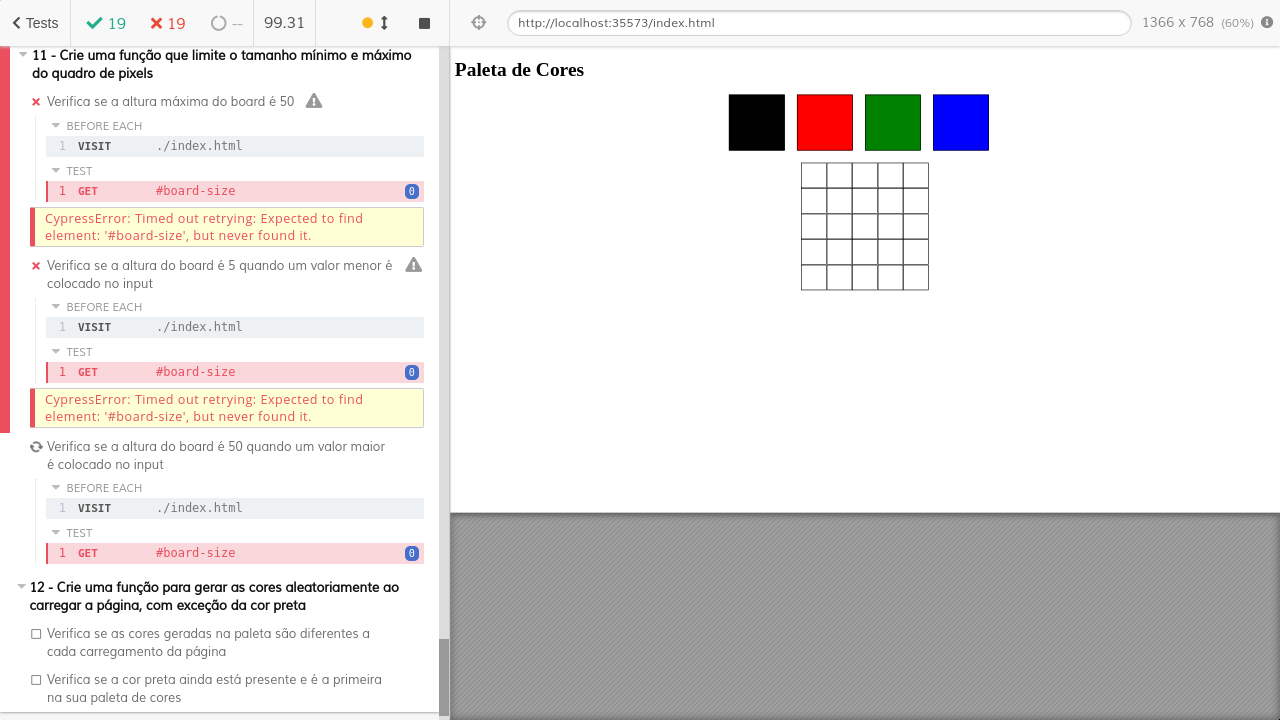 Tests
19
19
--
99.31
http://localhost:35573/index.html
1366 x 768 (60%)
11 - Crie uma função que limite o tamanho mínimo e máximo
do quadro de pixels
Verifica se a altura máxima do board é 50
BEFORE EACH
1 VISIT ./index.html
TEST
1 GET #board-size 0
CypressError: Timed out retrying: Expected to find
element: '#board-size', but never found it.
Verifica se a altura do board é 5 quando um valor menor é
colocado no input
BEFORE EACH
1 VISIT ./index.html
TEST
1 GET #board-size 0
CypressError: Timed out retrying: Expected to find
element: '#board-size', but never found it.
Verifica se a altura do board é 50 quando um valor maior
é colocado no input
BEFORE EACH
1 VISIT ./index.html
TEST
1 GET #board-size 0
12 - Crie uma função para gerar as cores aleatoriamente ao
carregar a página, com exceção da cor preta
Verifica se as cores geradas na paleta são diferentes a
cada carregamento da página
Verifica se a cor preta ainda está presente e é a primeira
na sua paleta de cores
Paleta de Cores